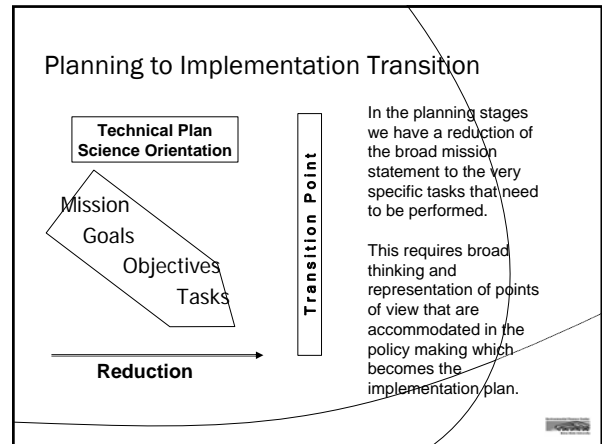 Planning to Implementation Transition
Technical Plan
Science Orientation
Mission
Goals
Objectives
Tasks
Reduction
Transition Point
In the planning stages
we have a reduction of
the broad mission
statement to the very
specific tasks that need
to be performed.
This requires broad
thinking and
representation of points
of view that are
accommodated in the
policy making which
becomes the
implementation plan.